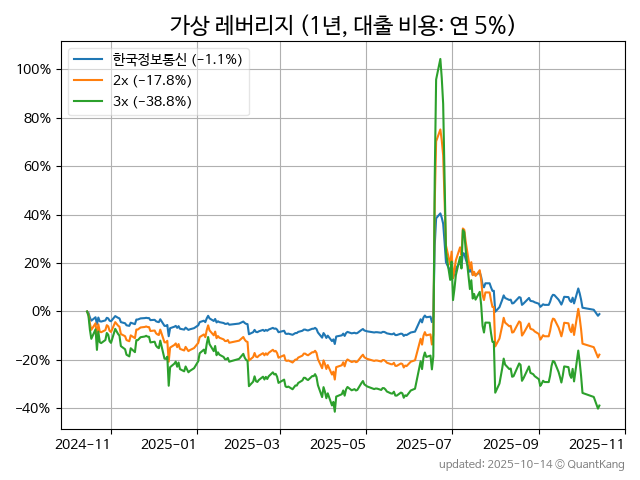 가상 레버리지 (1년, 대출 비용: 연 5%)
한국정보통신 (−1.1%)
2x (−17.8%)
3x (−38.8%)
100%
80%
60%
40%
20%
0%
−20%
−40%
2024-11 2025-01 2025-03 2025-05 2025-07 2025-09 2025-11
updated: 2025-10-14 © QuantKang